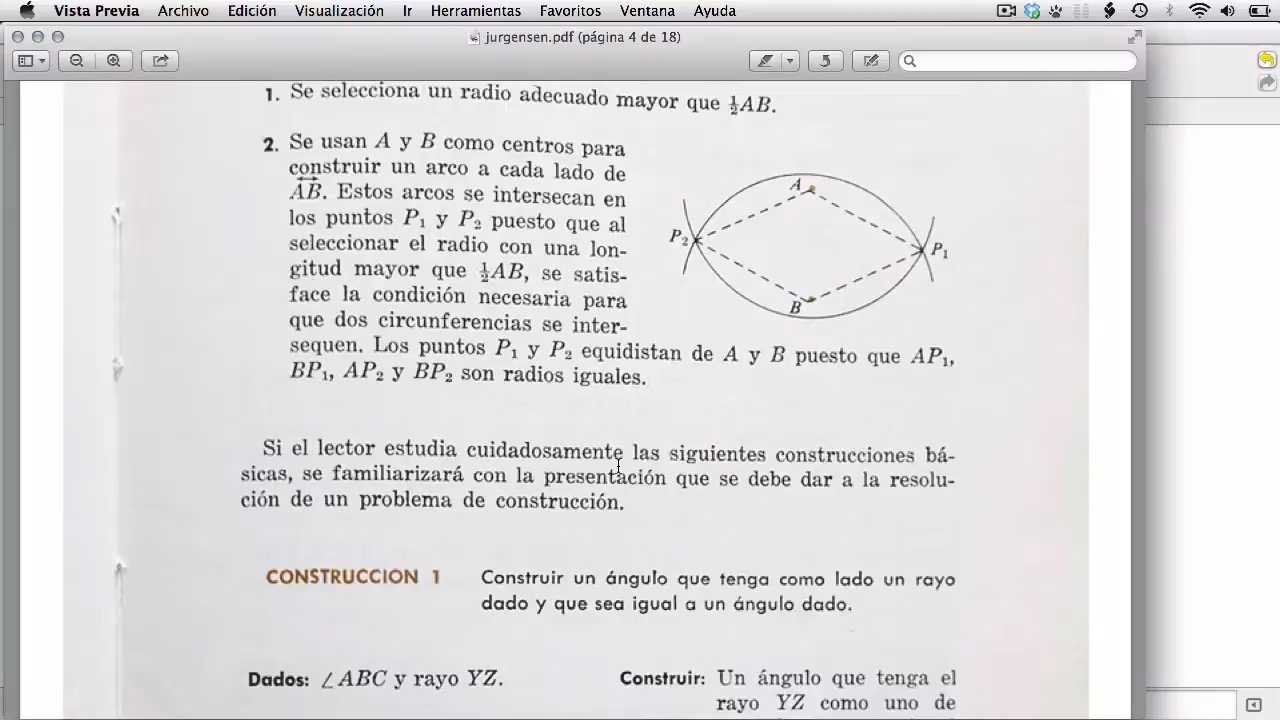 Vista Previa Archivo Edición Visualización Ir Herramientas Favoritos Ventana Ayuda
jurgensen.pdf (página 4 de 18)
1. Se selecciona un radio adecuado mayor que ½AB.
2. Se usan A y B como centros para
construir un arco a cada lado de
AB. Estos arcos se intersecan en
los puntos P₁ y P₂ puesto que al
seleccionar el radio con una lon-
gitud mayor que ½AB, se satis-
face la condición necesaria para
que dos circunferencias se inter-
sequen. Los puntos P₁ y P₂ equidistan de A y B puesto que AP₁,
BP₁, AP₂ y BP₂ son radios iguales.
A
P₂
P₁
B
Si el lector estudia cuidadosamente las siguientes construcciones bá-
sicas, se familiarizará con la presentación que se debe dar a la resolu-
ción de un problema de construcción.
CONSTRUCCION 1 Construir un ángulo que tenga como lado un rayo
dado y que sea igual a un ángulo dado.
Dados: ∠ABC y rayo YZ.
Construir: Un ángulo que tenga el
rayo YZ como uno de